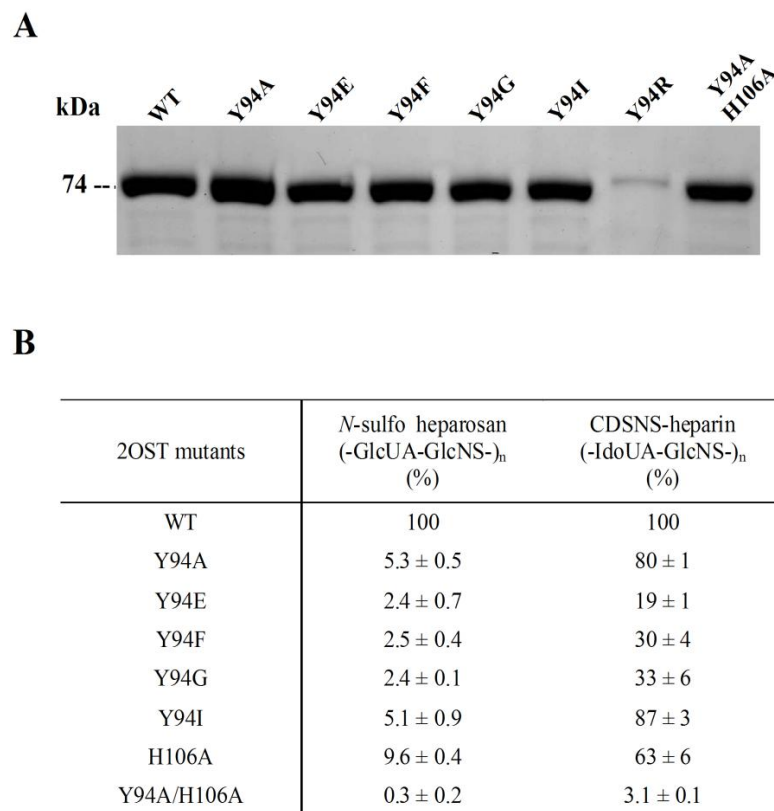 A
kDa
WT Y94A Y94E Y94F Y94G Y94I Y94R Y94A H106A
74 --
B
2OST mutants N-sulfo heparosan (-GlcUA-GlcNS-)n (%) CDSNS-heparin (-IdoUA-GlcNS-)n (%)
WT 100 100
Y94A 5.3 ± 0.5 80 ± 1
Y94E 2.4 ± 0.7 19 ± 1
Y94F 2.5 ± 0.4 30 ± 4
Y94G 2.4 ± 0.1 33 ± 6
Y94I 5.1 ± 0.9 87 ± 3
H106A 9.6 ± 0.4 63 ± 6
Y94A/H106A 0.3 ± 0.2 3.1 ± 0.1